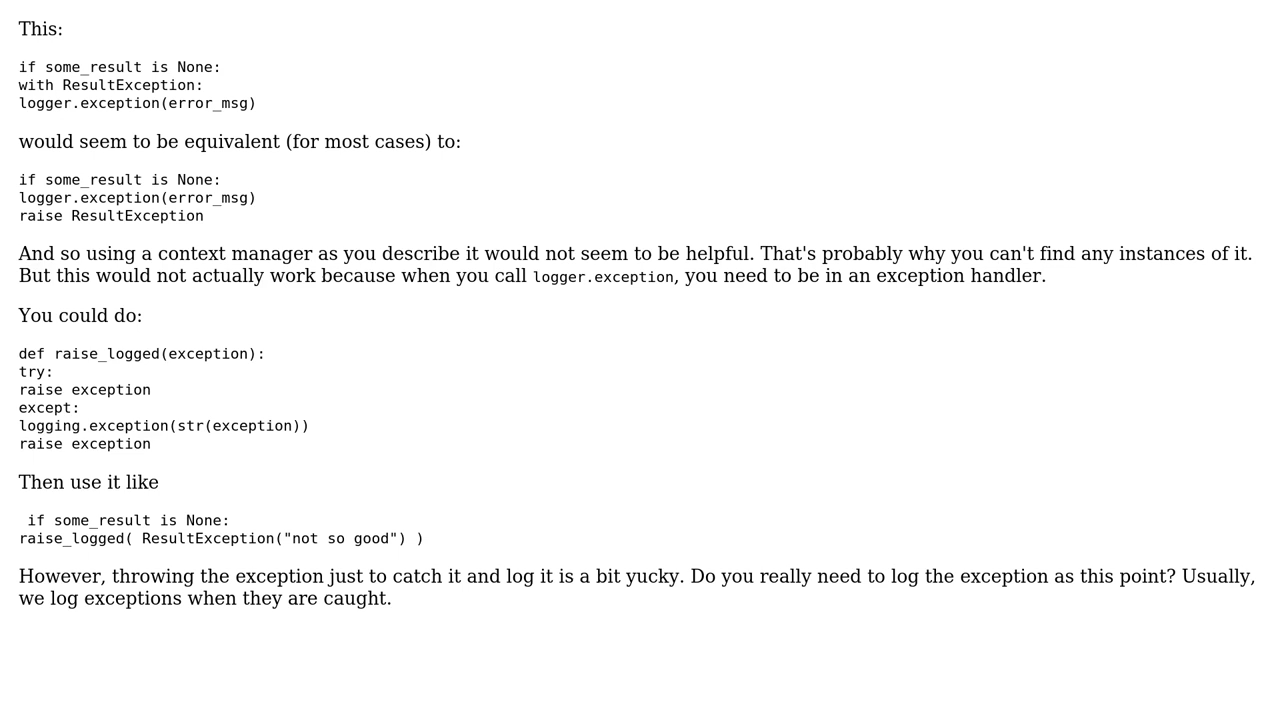 This:
if some_result is None:
with ResultException:
logger.exception(error_msg)
would seem to be equivalent (for most cases) to:
if some_result is None:
logger.exception(error_msg)
raise ResultException
And so using a context manager as you describe it would not seem to be helpful. That's probably why you can't find any instances of it.
But this would not actually work because when you call logger.exception, you need to be in an exception handler.
You could do:
def raise_logged(exception):
try:
raise exception
except:
logging.exception(str(exception))
raise exception
Then use it like
if some_result is None:
raise_logged( ResultException("not so good") )
However, throwing the exception just to catch it and log it is a bit yucky. Do you really need to log the exception as this point? Usually,
we log exceptions when they are caught.